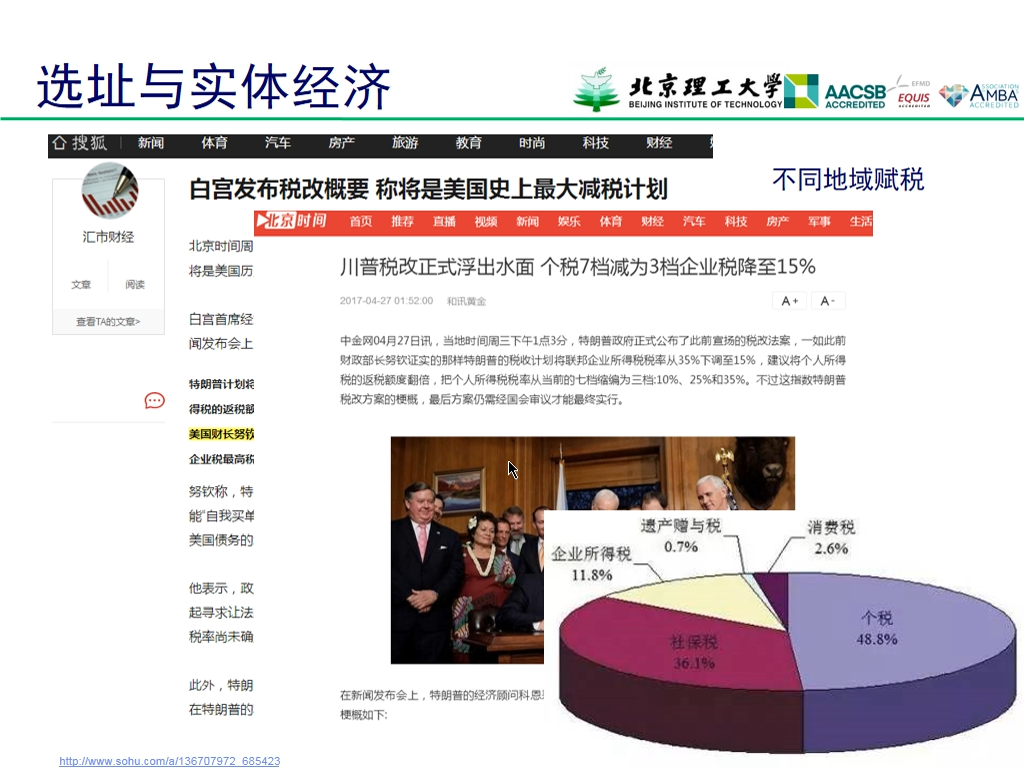 选址与实体经济
北京理工大学
BEIJING INSTITUTE OF TECHNOLOGY
AACSB
ACCREDITED
EFMD
EQUIS
ACCREDITED
ASSOCIATION
AMBA
ACCREDITED
不同地域赋税
搜狐 新闻 体育 汽车 房产 旅游 教育 时尚 科技 财经
汇市财经
文章 阅读
查看TA的文章>
白宫发布税改概要 称将是美国史上最大减税计划
北京时间周
将是美国历
白宫首席经
闻发布会上
特朗普计划将
得税的返税额
美国财长努钦
企业税最高税
努钦称，特
能"自我买单
美国债务的
他表示，政
起寻求让法
税率尚未确
此外，特朗
在特朗普的
北京时间 首页 推荐 直播 视频 新闻 娱乐 体育 财经 汽车 科技 房产 军事 生活
川普税改正式浮出水面 个税7档减为3档企业税降至15%
2017-04-27 01:52:00 和讯黄金
A+ A-
中金网04月27日讯，当地时间周三下午1点3分，特朗普政府正式公布了此前宣扬的税改法案，一如此前
财政部长努钦证实的那样特朗普的税收计划将联邦企业所得税税率从35%下调至15%，建议将个人所得
税的返税额度翻倍，把个人所得税税率从当前的七档缩编为三档:10%、25%和35%。不过这指数特朗普
税改方案的梗概，最后方案仍需经国会审议才能最终实行。
在新闻发布会上，特朗普的经济顾问科恩
梗概如下:
遗产赠与税
0.7%
消费税
2.6%
企业所得税
11.8%
个税
48.8%
社保税
36.1%
http://www.sohu.com/a/136707972_685423